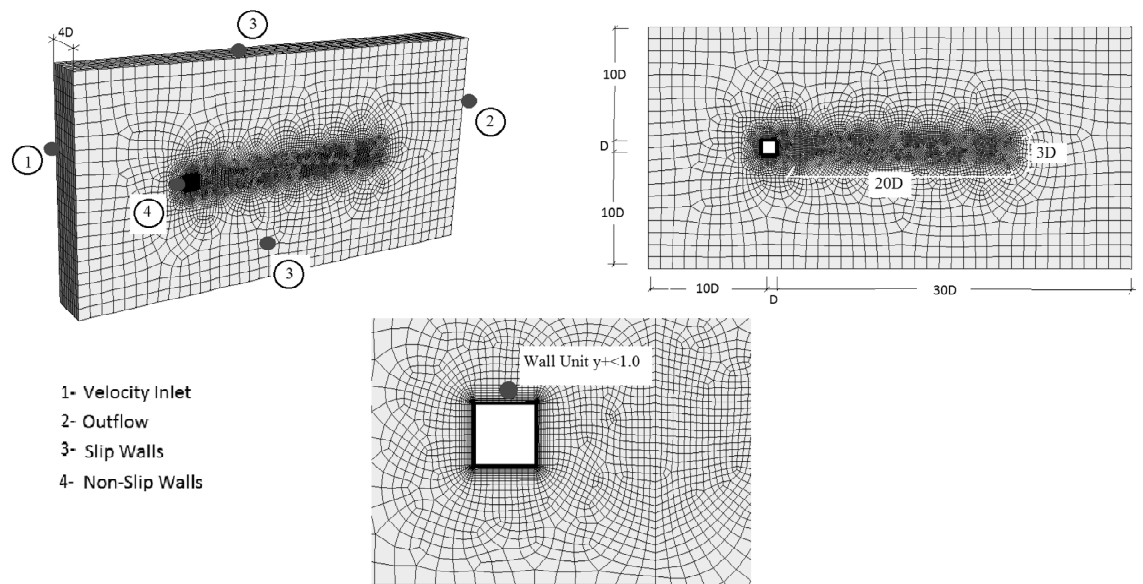 4D
3
2
1
4
3
10D
D
10D
3D
20D
10D
D
30D
Wall Unit y+<1.0
1- Velocity Inlet
2- Outflow
3- Slip Walls
4- Non-Slip Walls